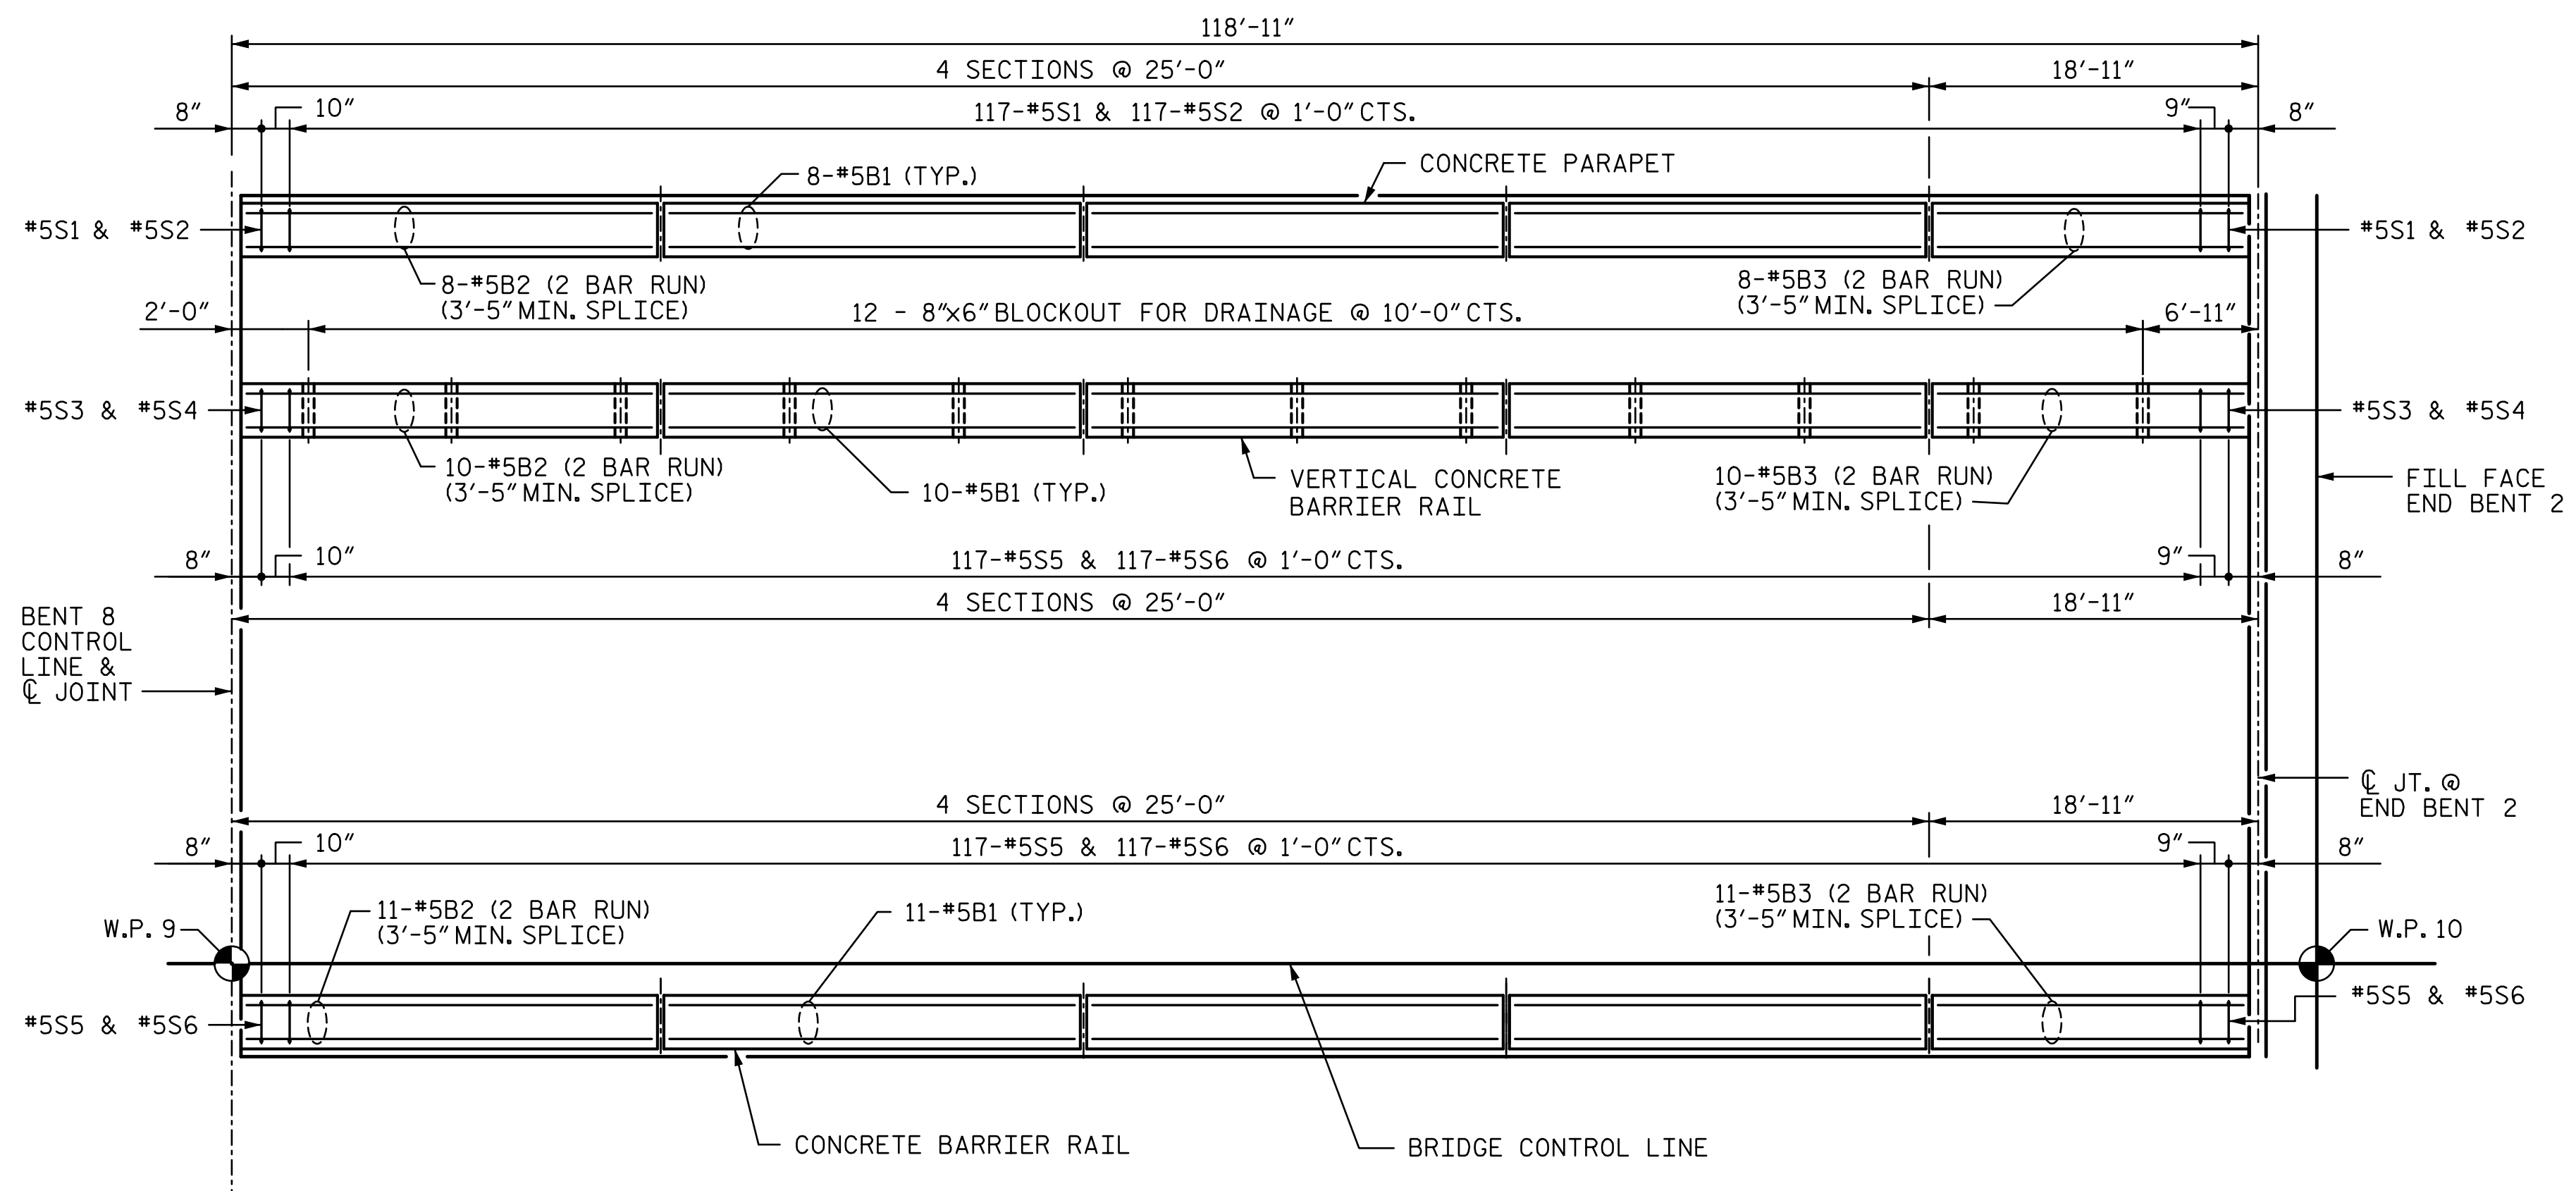 118′-11″
4 SECTIONS @ 25′-0″
18′-11″
8″
10″
117-#5S1 & 117-#5S2 @ 1′-0″ CTS.
9″
8″
CONCRETE PARAPET
8-#5B1 (TYP.)
#5S1 & #5S2
#5S1 & #5S2
8-#5B2 (2 BAR RUN)
(3′-5″ MIN. SPLICE)
8-#5B3 (2 BAR RUN)
(3′-5″ MIN. SPLICE)
2′-0″
12 - 8″x6″ BLOCKOUT FOR DRAINAGE @ 10′-0″ CTS.
6′-11″
#5S3 & #5S4
#5S3 & #5S4
10-#5B2 (2 BAR RUN)
(3′-5″ MIN. SPLICE)
10-#5B1 (TYP.)
VERTICAL CONCRETE
BARRIER RAIL
10-#5B3 (2 BAR RUN)
(3′-5″ MIN. SPLICE)
FILL FACE
END BENT 2
8″
10″
117-#5S5 & 117-#5S6 @ 1′-0″ CTS.
9″
8″
4 SECTIONS @ 25′-0″
18′-11″
BENT 8
CONTROL
LINE &
℄ JOINT
℄ JT. @
END BENT 2
4 SECTIONS @ 25′-0″
18′-11″
8″
10″
117-#5S5 & 117-#5S6 @ 1′-0″ CTS.
9″
8″
W.P. 9
11-#5B2 (2 BAR RUN)
(3′-5″ MIN. SPLICE)
11-#5B1 (TYP.)
11-#5B3 (2 BAR RUN)
(3′-5″ MIN. SPLICE)
W.P. 10
#5S5 & #5S6
#5S5 & #5S6
CONCRETE BARRIER RAIL
BRIDGE CONTROL LINE